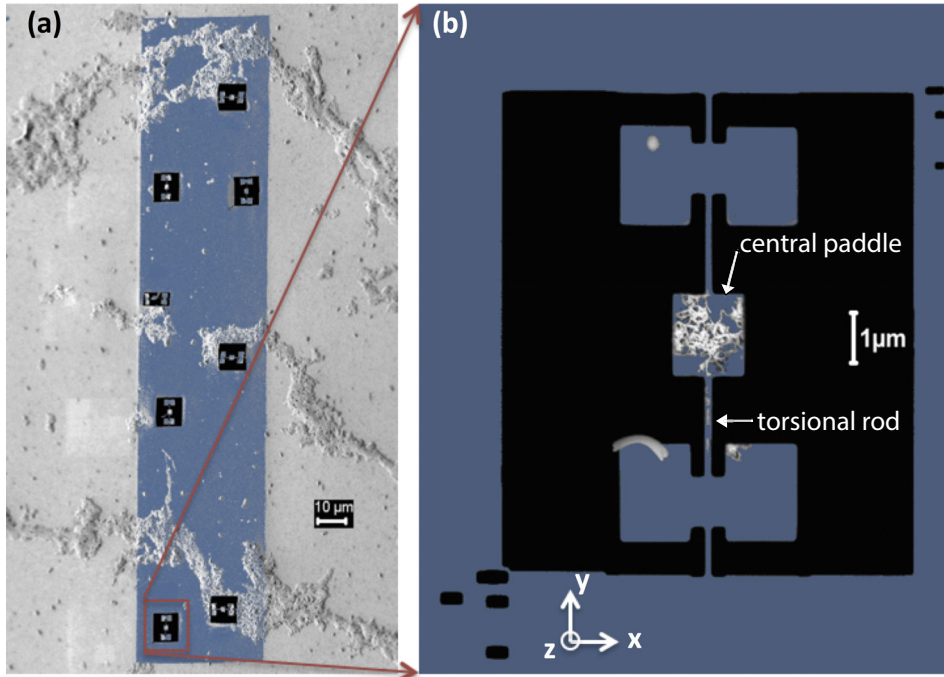 (a)
10 µm
(b)
central paddle
1µm
torsional rod
y
z
x